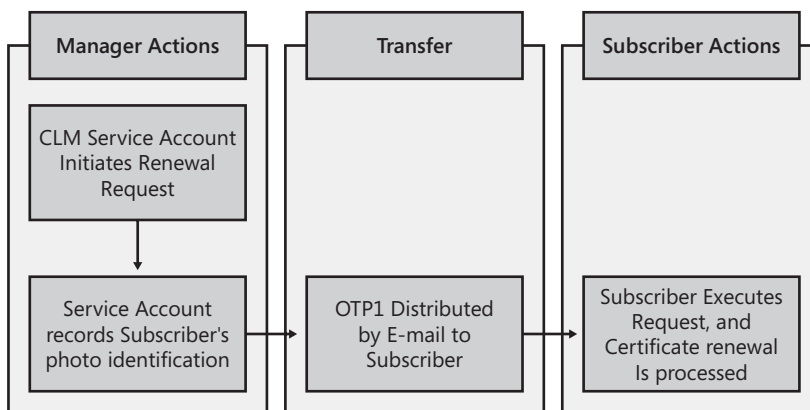 Manager Actions
Transfer
Subscriber Actions
CLM Service Account
Initiates Renewal
Request
Service Account
records Subscriber's
photo identification
OTP1 Distributed
by E-mail to
Subscriber
Subscriber Executes
Request, and
Certificate renewal
Is processed